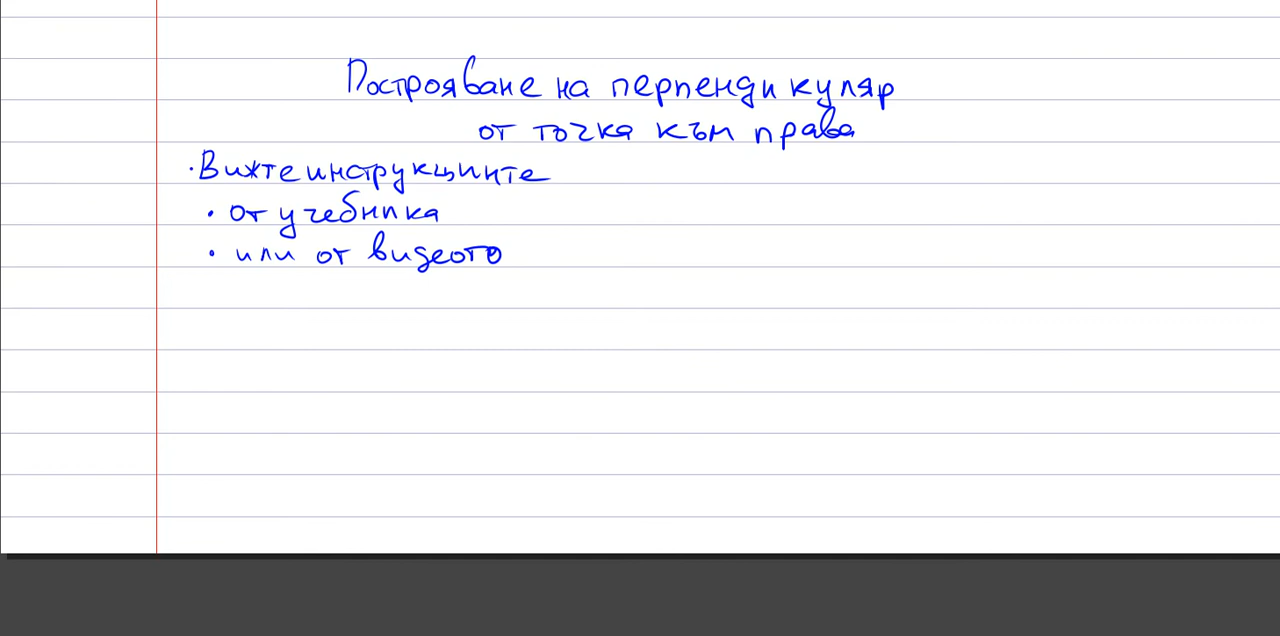 Построяване на перпендикуляр
от точка към права
· Вижте инструкциите
· от учебника
· или от видеото